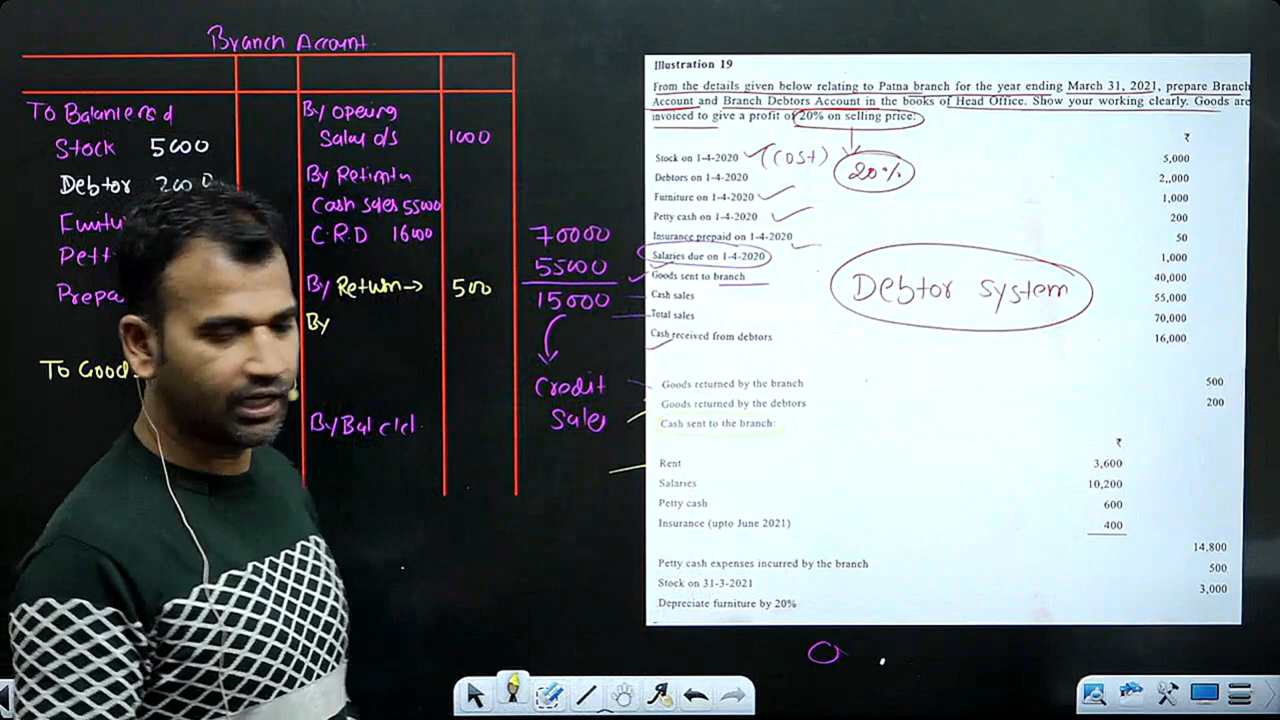 Branch Account
To Balance
Stock 5000
Debtor 200
By opening
Salary o/s 1000
By
Cash sales 55000
C.R.D 16000
By Return → 500
By
To Good
By Bal c/d.
70000
55000
15000
Credit
Sales
Illustration 19
From the details given below relating to Patna branch for the year ending March 31, 2021, prepare Branch
Account and Branch Debtors Account in the books of Head Office. Show your working clearly. Goods are
invoiced to give a profit of 20% on selling price:
₹
Stock on 1-4-2020 (COST) 5,000
20%
Debtors on 1-4-2020 2,,000
Furniture on 1-4-2020 1,000
Petty cash on 1-4-2020 200
Insurance prepaid on 1-4-2020 50
Salaries due on 1-4-2020 1,000
Goods sent to branch 40,000
Debtor system
Cash sales 55,000
Total sales 70,000
Cash received from debtors 16,000
Goods returned by the branch 500
Goods returned by the debtors 200
Cash sent to the branch:
₹
Rent 3,600
Salaries 10,200
Petty cash 600
Insurance (upto June 2021) 400
14,800
Petty cash expenses incurred by the branch 500
Stock on 31-3-2021 3,000
Depreciate furniture by 20%